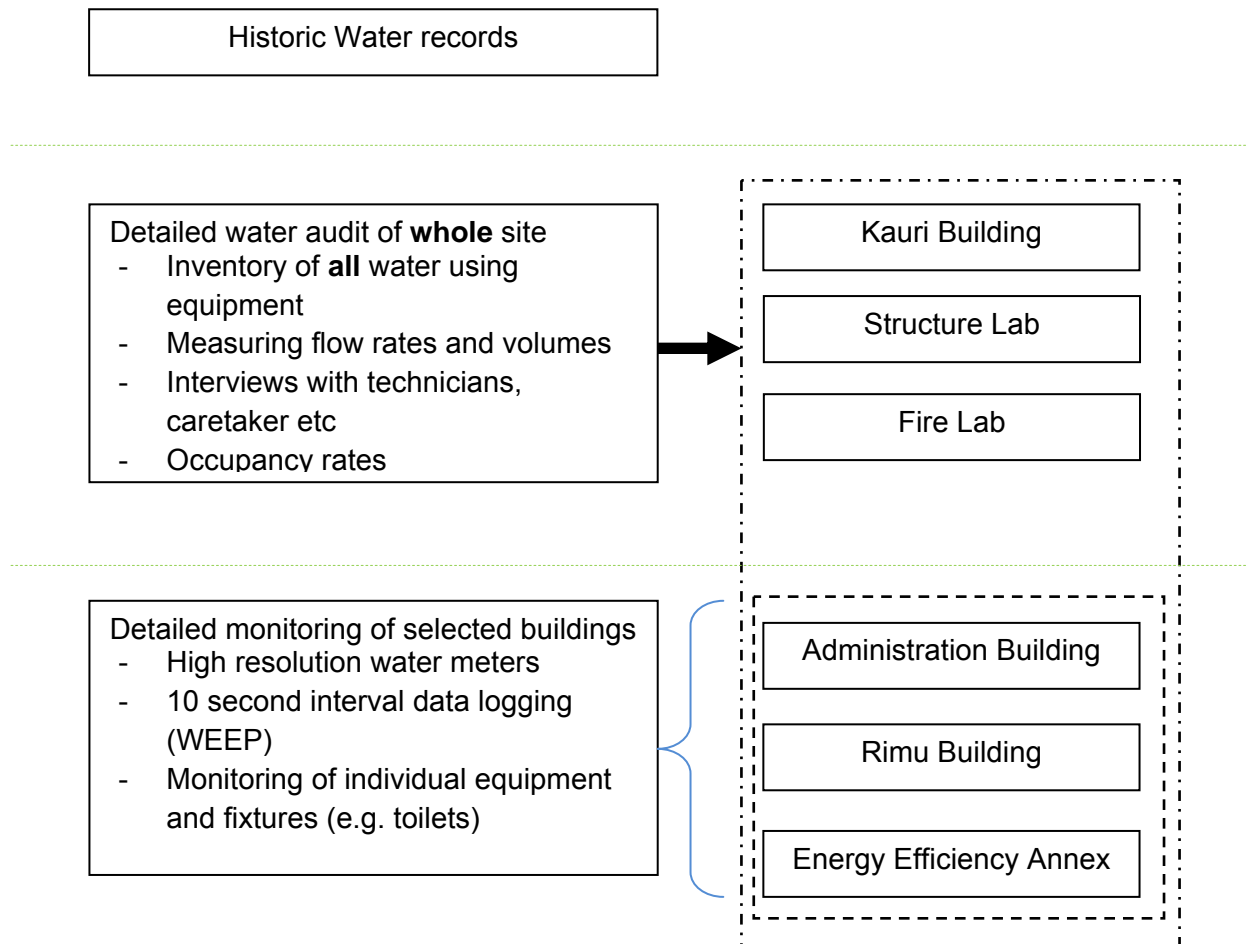 Historic Water records
Detailed water audit of whole site
- Inventory of all water using
equipment
- Measuring flow rates and volumes
- Interviews with technicians,
caretaker etc
- Occupancy rates
Kauri Building
Structure Lab
Fire Lab
Detailed monitoring of selected buildings
- High resolution water meters
- 10 second interval data logging
(WEEP)
- Monitoring of individual equipment
and fixtures (e.g. toilets)
Administration Building
Rimu Building
Energy Efficiency Annex